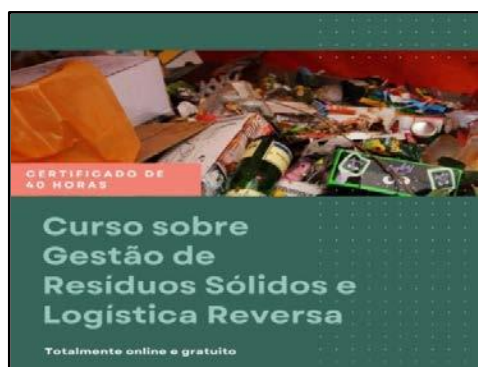 CERTIFICADO DE
40 HORAS
Curso sobre
Gestão de
Resíduos Sólidos e
Logística Reversa
Totalmente online e gratuito